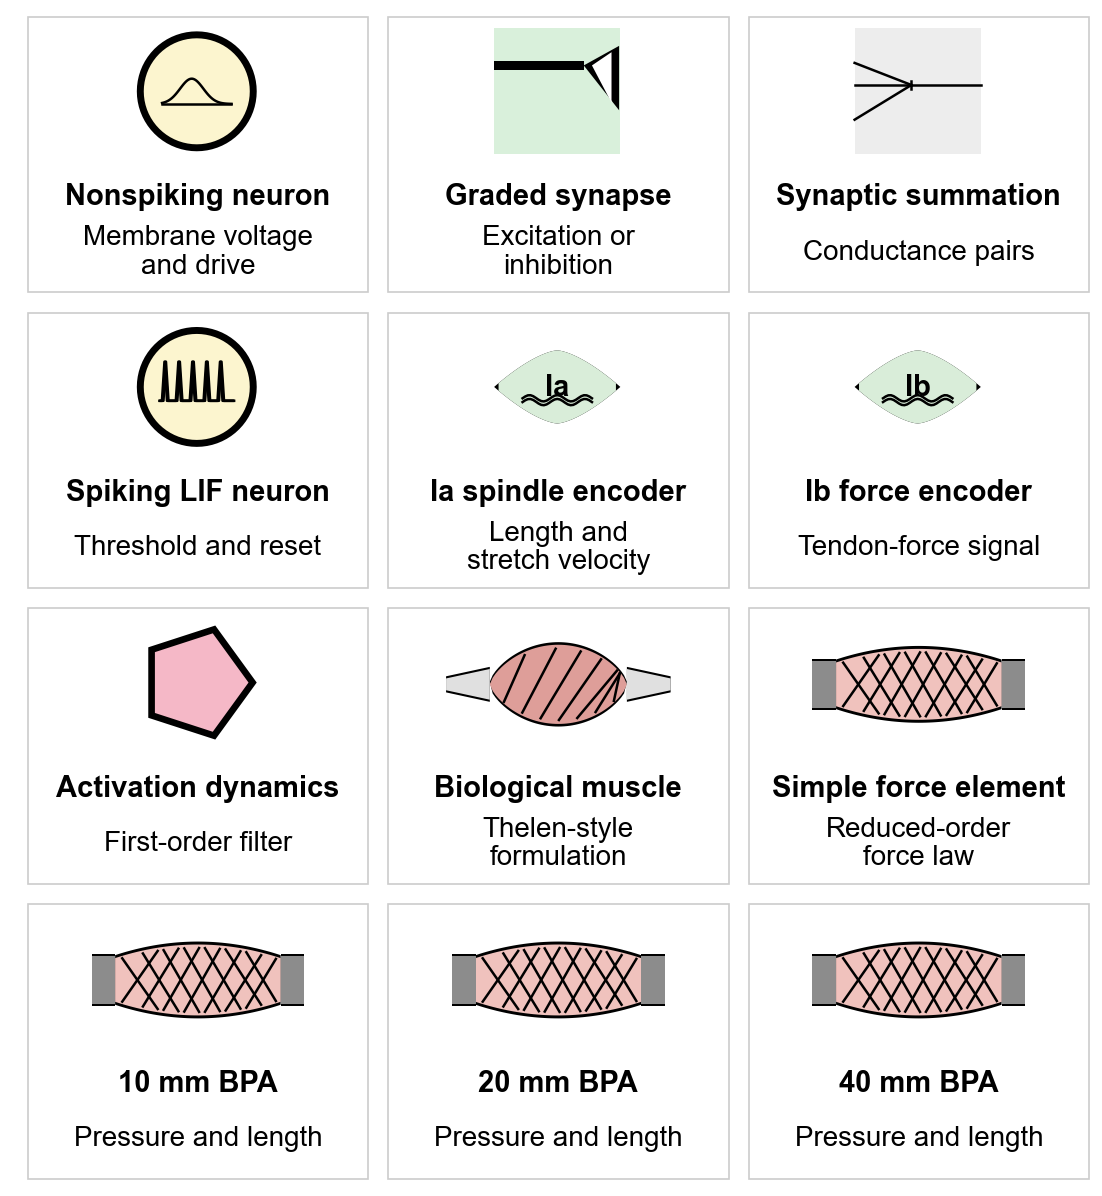 Nonspiking neuron
Membrane voltage
and drive
Graded synapse
Excitation or
inhibition
Synaptic summation
Conductance pairs
Spiking LIF neuron
Threshold and reset
Ia
Ia spindle encoder
Length and
stretch velocity
Ib
Ib force encoder
Tendon-force signal
Activation dynamics
First-order filter
Biological muscle
Thelen-style
formulation
Simple force element
Reduced-order
force law
10 mm BPA
Pressure and length
20 mm BPA
Pressure and length
40 mm BPA
Pressure and length